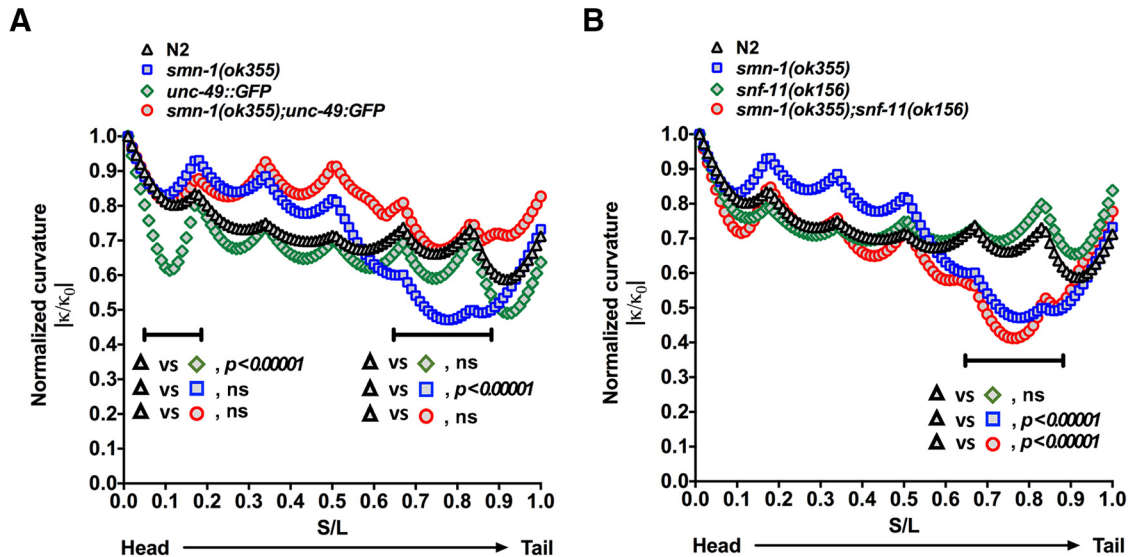 A
N2
smn-1(ok355)
unc-49::GFP
smn-1(ok355);unc-49:GFP
Normalized curvature
|κ/κ0|
1.0
0.9
0.8
0.7
0.6
0.5
0.4
0.3
0.2
0.1
0.0
vs , p<0.00001
vs , ns
vs , ns
vs , ns
vs , p<0.00001
vs , ns
0.0 0.1 0.2 0.3 0.4 0.5 0.6 0.7 0.8 0.9 1.0
S/L
Head Tail
B
N2
smn-1(ok355)
snf-11(ok156)
smn-1(ok355);snf-11(ok156)
Normalized curvature
|κ/κ0|
1.0
0.9
0.8
0.7
0.6
0.5
0.4
0.3
0.2
0.1
0.0
vs , ns
vs , p<0.00001
vs , p<0.00001
0.0 0.1 0.2 0.3 0.4 0.5 0.6 0.7 0.8 0.9 1.0
S/L
Head Tail